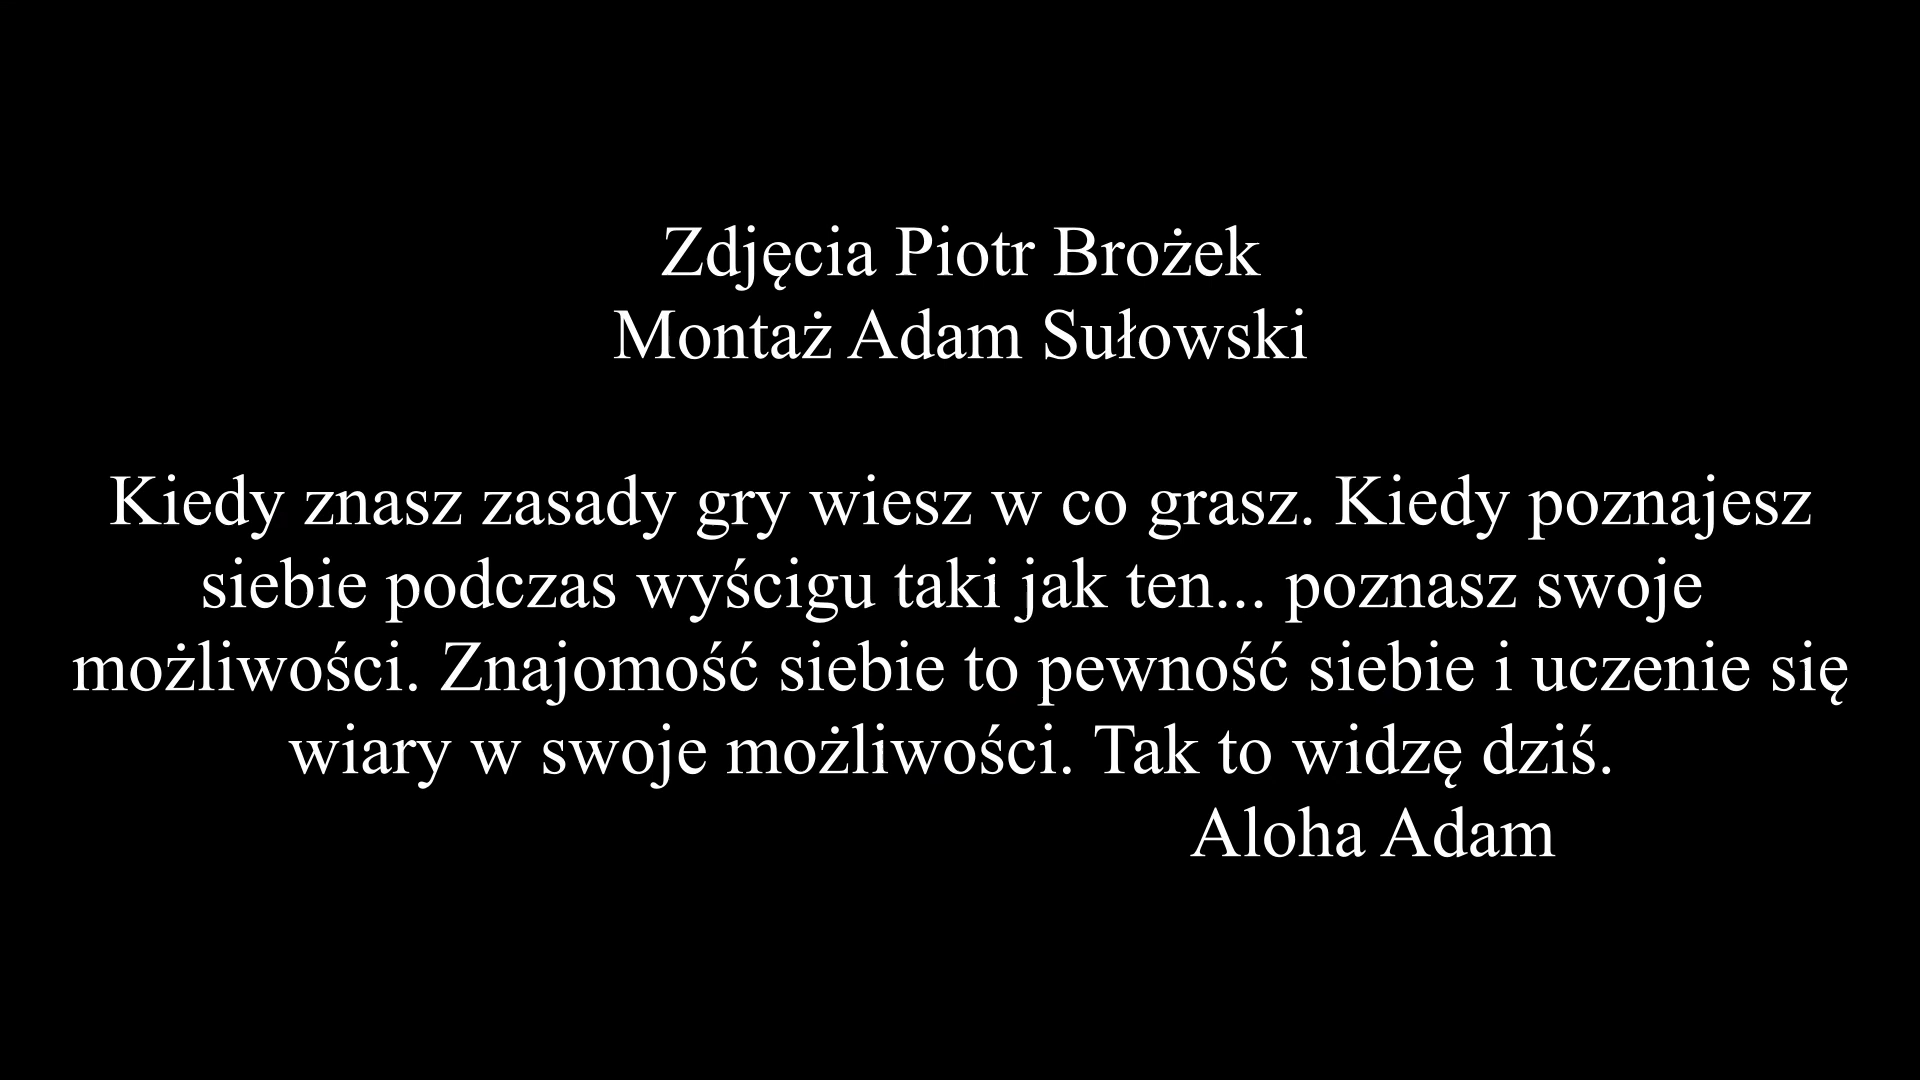 Zdjęcia Piotr Brożek
Montaż Adam Sułowski
Kiedy znasz zasady gry wiesz w co grasz. Kiedy poznajesz
siebie podczas wyścigu taki jak ten... poznasz swoje
możliwości. Znajomość siebie to pewność siebie i uczenie się
wiary w swoje możliwości. Tak to widzę dziś.
Aloha Adam